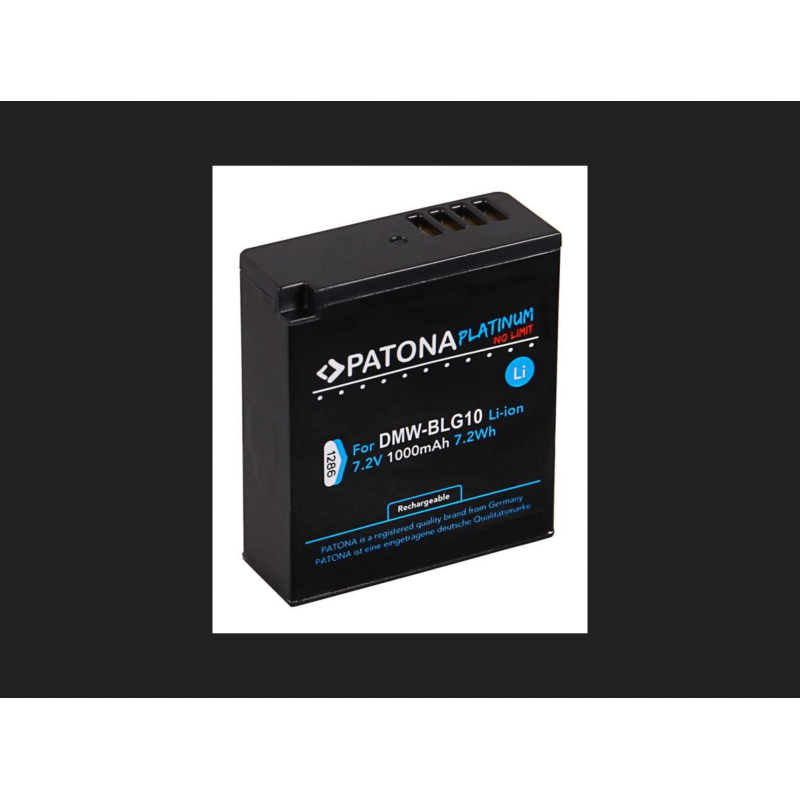 PATONA PLATINUM
NO LIMIT
Li
For DMW-BLG10 Li-ion
7.2V 1000mAh 7.2Wh
1286
Rechargeable
PATONA is a registered quality brand from Germany
PATONA ist eine eingetragene deutsche Qualitätsmarke